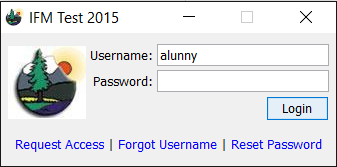 IFM Test 2015
Username: alunny
Password:
Login
Request Access | Forgot Username | Reset Password